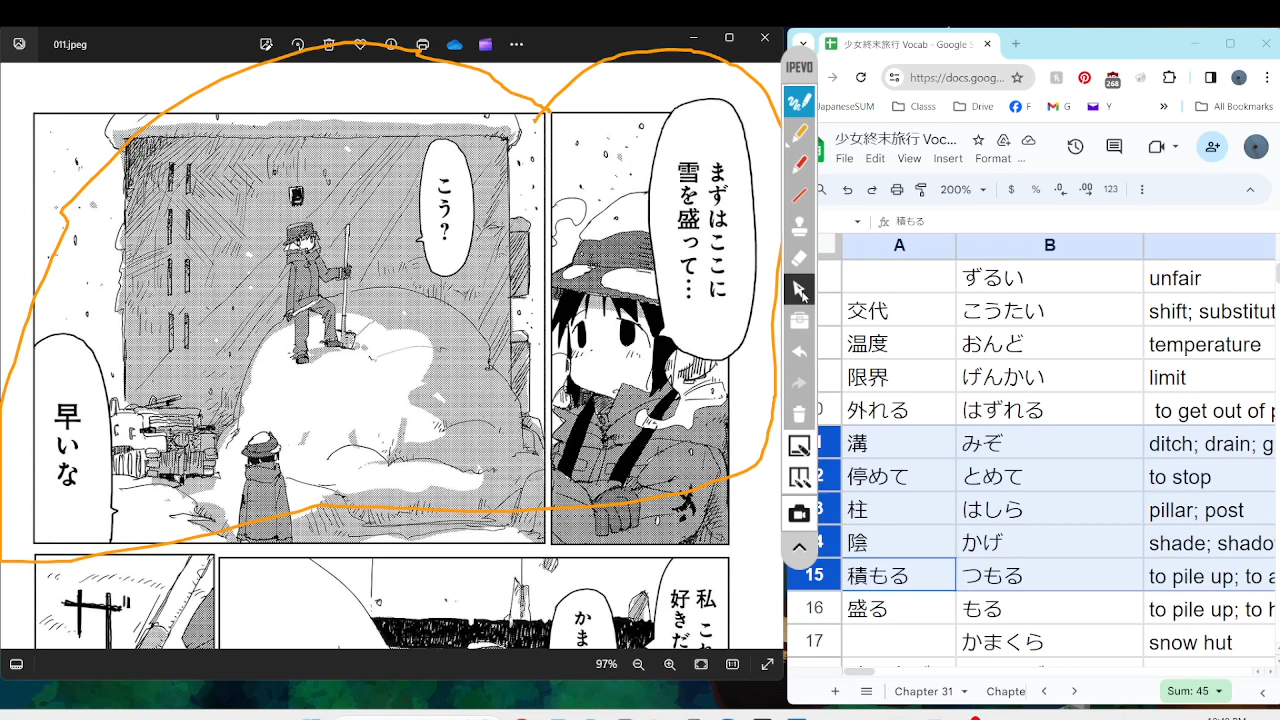 011.jpeg
まずはここに
雪を盛って…
こう？
早いな
ザ
私
好きだ
かま
97%
IPEVO
少女終末旅行 Vocab - Google S
https://docs.goog...
268
JapaneseSUM
Classs
Drive
F
G
Y
»
All Bookmarks
少女終末旅行 Voc...
File Edit View Insert Format ...
200%
$ % .0 .00 123
fx 積もる
A B
ずるい unfair
交代 こうたい shift; substitut
温度 おんど temperature
限界 げんかい limit
外れる はずれる to get out of p
溝 みぞ ditch; drain; g
停めて とめて to stop
柱 はしら pillar; post
陰 かげ shade; shado
15 積もる つもる to pile up; to a
16 盛る もる to pile up; to h
17 かまくら snow hut
Chapter 31
Chapte
Sum: 45